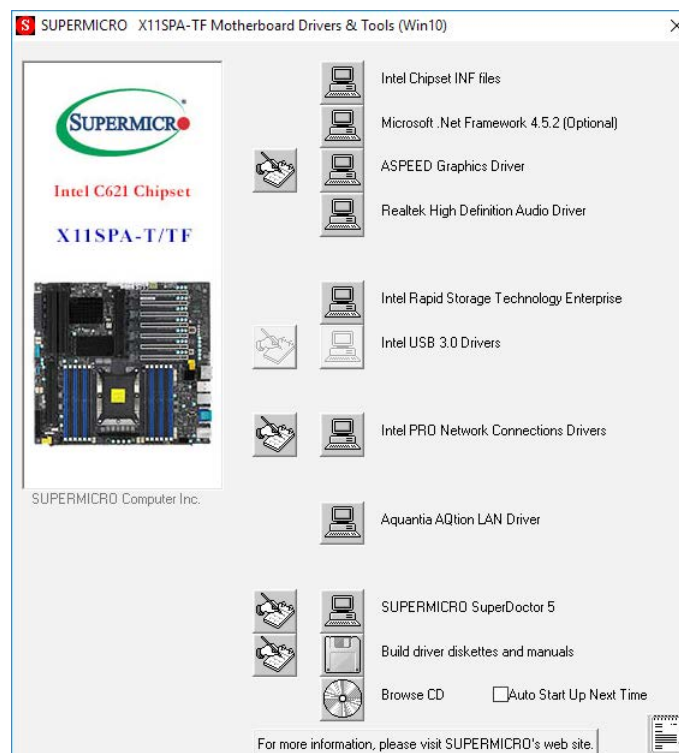 S SUPERMICRO X11SPA-TF Motherboard Drivers & Tools (Win10)
Intel Chipset INF files
SUPERMICR
Microsoft .Net Framework 4.5.2 (Optional)
ASPEED Graphics Driver
Intel C621 Chipset
Realtek High Definition Audio Driver
X11SPA-T/TF
Intel Rapid Storage Technology Enterprise
Intel USB 3.0 Drivers
Intel PRO Network Connections Drivers
SUPERMICRO Computer Inc.
Aquantia AQtion LAN Driver
SUPERMICRO SuperDoctor 5
Build driver diskettes and manuals
Browse CD Auto Start Up Next Time
For more information, please visit SUPERMICRO's web site.